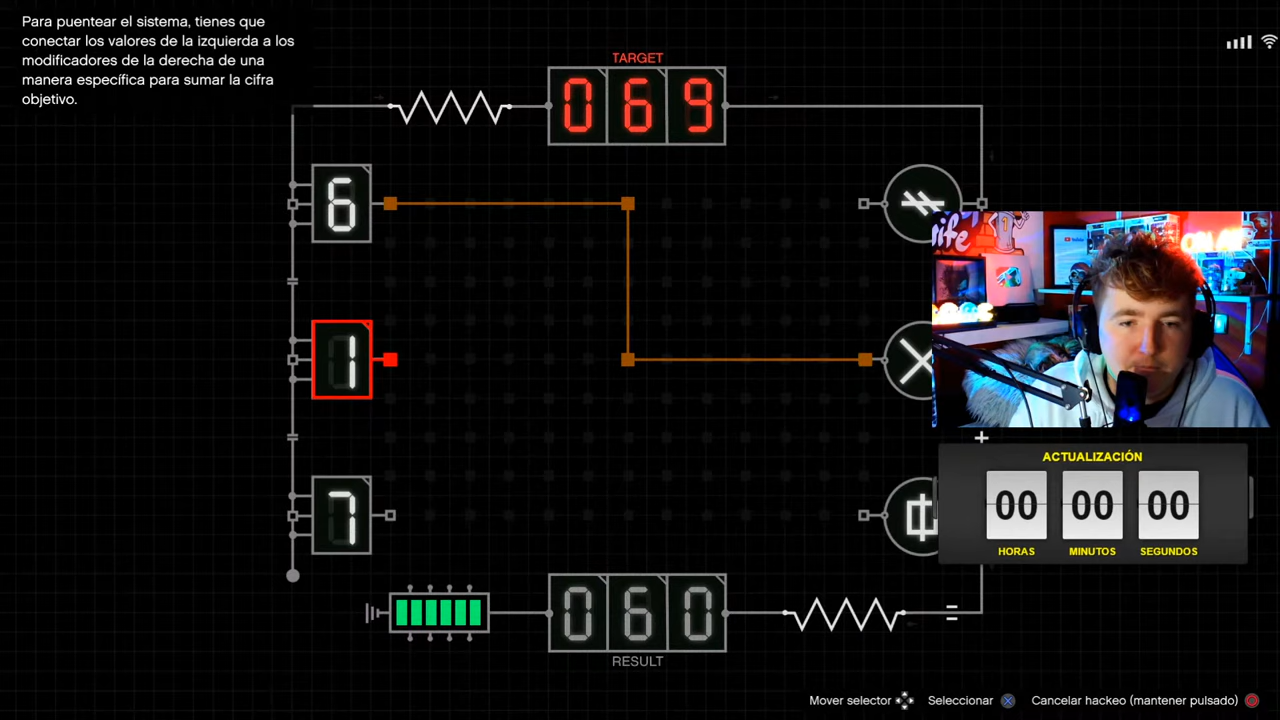 Para puentear el sistema, tienes que
conectar los valores de la izquierda a los
modificadores de la derecha de una
manera específica para sumar la cifra
objetivo.
TARGET
069
6
1
7
ACTUALIZACIÓN
00 00 00
HORAS MINUTOS SEGUNDOS
060
RESULT
Mover selector Seleccionar Cancelar hackeo (mantener pulsado)